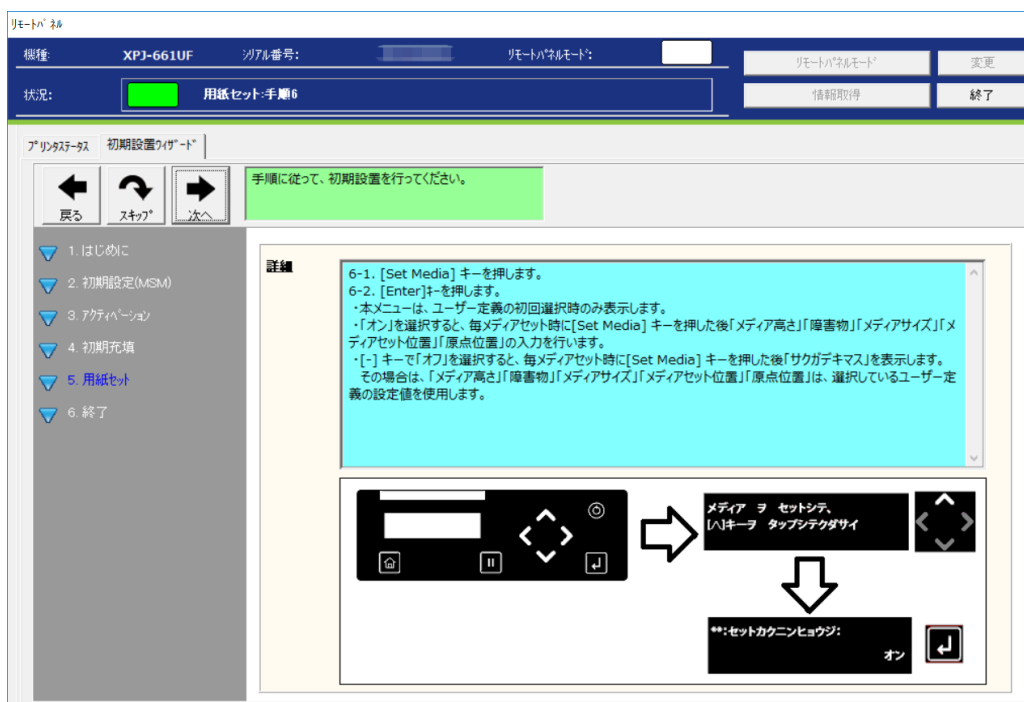 リモートパネル
機種: XPJ-661UF シリアル番号: リモートパネルモード:
リモートパネルモード 変更
状況: 用紙セット:手順6
情報取得 終了
プリンタステータス 初期設置ウィザード
戻る スキップ 次へ
手順に従って、初期設置を行ってください。
1. はじめに
2. 初期設定(MSM)
3. アクティベーション
4. 初期充填
5. 用紙セット
6. 終了
詳細
6-1. [Set Media] キーを押します。
6-2. [Enter]キーを押します。
・本メニューは、ユーザー定義の初回選択時のみ表示します。
・「オン」を選択すると、毎メディアセット時に[Set Media] キーを押した後「メディア高さ」「障害物」「メディアサイズ」「メ
ディアセット位置」「原点位置」の入力を行います。
・[-] キーで「オフ」を選択すると、毎メディアセット時に[Set Media] キーを押した後「サクガデキマス」を表示します。
その場合は、「メディア高さ」「障害物」「メディアサイズ」「メディアセット位置」「原点位置」は、選択しているユーザー定
義の設定値を使用します。
メディア ヲ セットシテ、
[∧]キーヲ タップシテクダサイ
**:セットカクニンヒョウジ:
オン